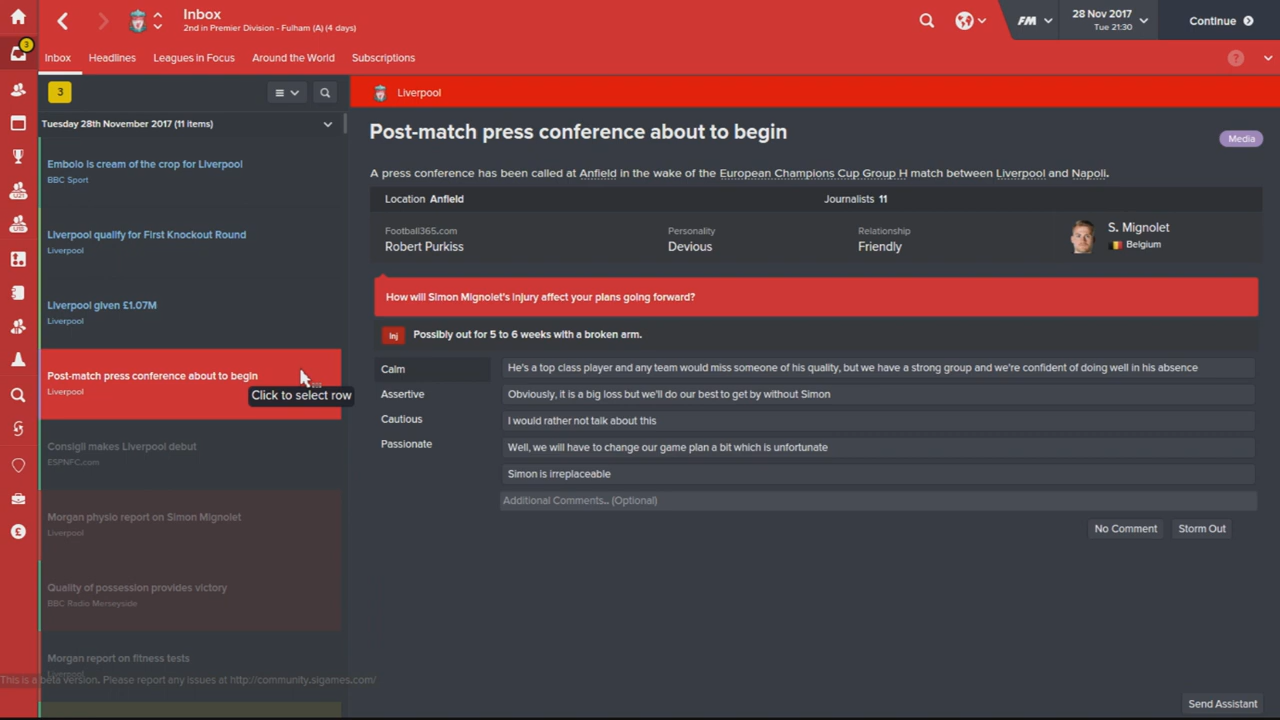 Inbox
2nd in Premier Division - Fulham (A) (4 days)
FM
28 Nov 2017
Tue 21:30
Continue
3
Inbox
Headlines
Leagues in Focus
Around the World
Subscriptions
?
3
Liverpool
Tuesday 28th November 2017 (11 Items)
Embolo is cream of the crop for Liverpool
BBC Sport
Liverpool qualify for First Knockout Round
Liverpool
Liverpool given £1.07M
Liverpool
Post-match press conference about to begin
Liverpool
Click to select row
Consigli makes Liverpool debut
ESPNFC.com
Morgan physio report on Simon Mignolet
Liverpool
Quality of possession provides victory
BBC Radio Merseyside
Morgan report on fitness tests
Liverpool
This is a beta version. Please report any issues at http://community.sigames.com/
Post-match press conference about to begin
Media
A press conference has been called at Anfield in the wake of the European Champions Cup Group H match between Liverpool and Napoli.
Location Anfield
Journalists 11
Football365.com
Robert Purkiss
Personality
Devious
Relationship
Friendly
S. Mignolet
Belgium
How will Simon Mignolet's injury affect your plans going forward?
Inj
Possibly out for 5 to 6 weeks with a broken arm.
Calm
Assertive
Cautious
Passionate
He's a top class player and any team would miss someone of his quality, but we have a strong group and we're confident of doing well in his absence
Obviously, it is a big loss but we'll do our best to get by without Simon
I would rather not talk about this
Well, we will have to change our game plan a bit which is unfortunate
Simon is irreplaceable
Additional Comments.. (Optional)
No Comment
Storm Out
Send Assistant